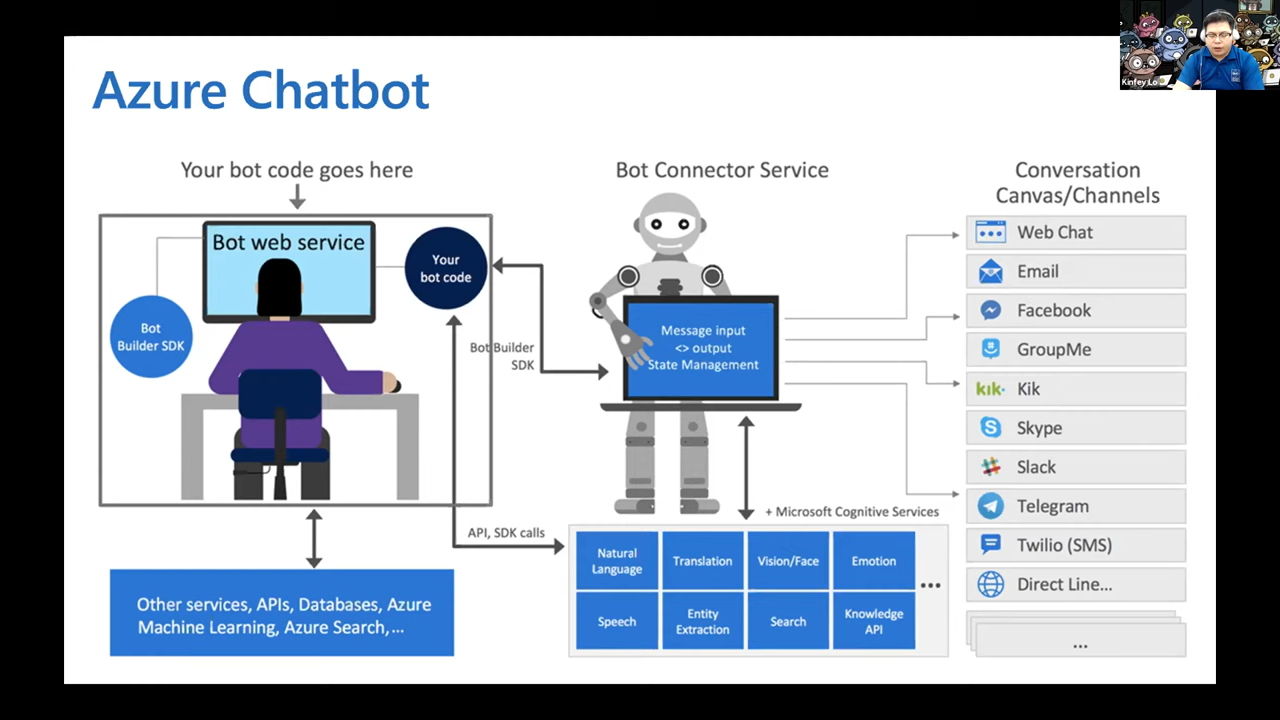 Azure Chatbot
Kinfey Lo
Your bot code goes here
Bot web service
Your
bot code
Bot
Builder SDK
Bot Builder
SDK
API, SDK calls
Other services, APIs, Databases, Azure
Machine Learning, Azure Search,...
Bot Connector Service
Message input
<> output
State Management
+ Microsoft Cognitive Services
Natural
Language
Translation
Vision/Face
Emotion
Speech
Entity
Extraction
Search
Knowledge
API
...
Conversation
Canvas/Channels
Web Chat
Email
Facebook
GroupMe
kik
Kik
Skype
Slack
Telegram
Twilio (SMS)
Direct Line...
...